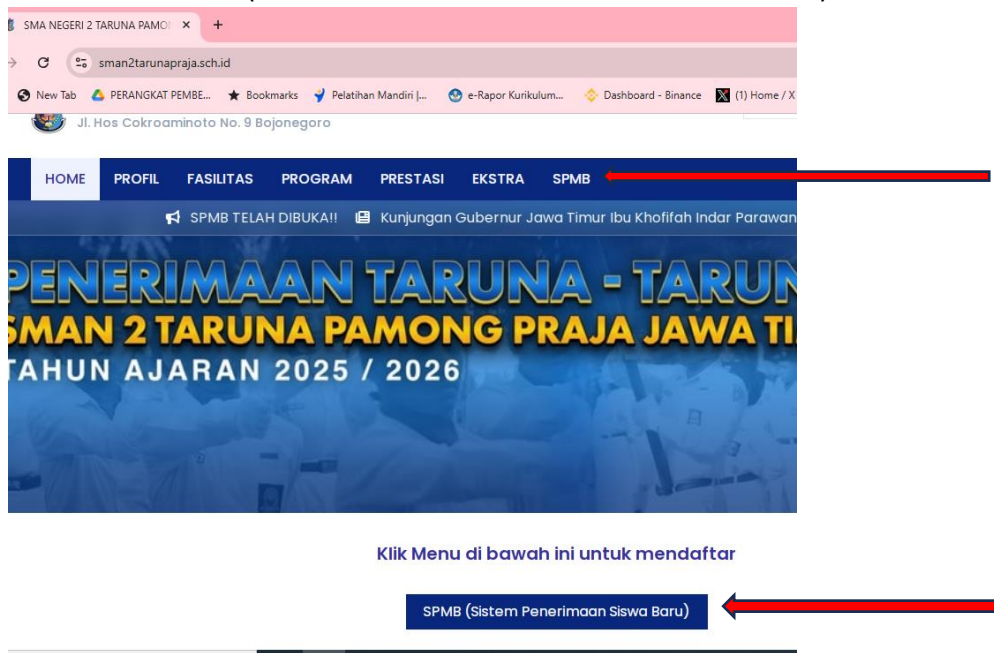 SMA NEGERI 2 TARUNA PAMO
sman2tarunapraja.sch.id
New Tab PERANGKAT PEMBE... Bookmarks Pelatihan Mandiri |... e-Rapor Kurikulum... Dashboard - Binance (1) Home / X
Jl. Hos Cokroaminoto No. 9 Bojonegoro
HOME PROFIL FASILITAS PROGRAM PRESTASI EKSTRA SPMB
SPMB TELAH DIBUKA!! Kunjungan Gubernur Jawa Timur Ibu Khofifah Indar Parawan
PENERIMAAN TARUNA - TARUN
SMAN 2 TARUNA PAMONG PRAJA JAWA TI
TAHUN AJARAN 2025 / 2026
Klik Menu di bawah ini untuk mendaftar
SPMB (Sistem Penerimaan Siswa Baru)